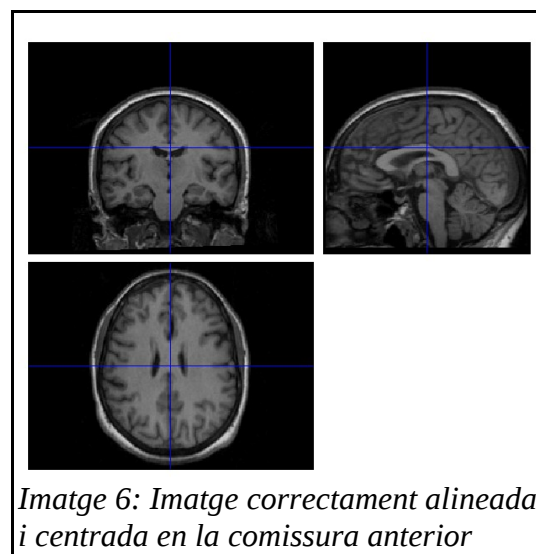 Imatge 6: Imatge correctament alineada
i centrada en la comissura anterior